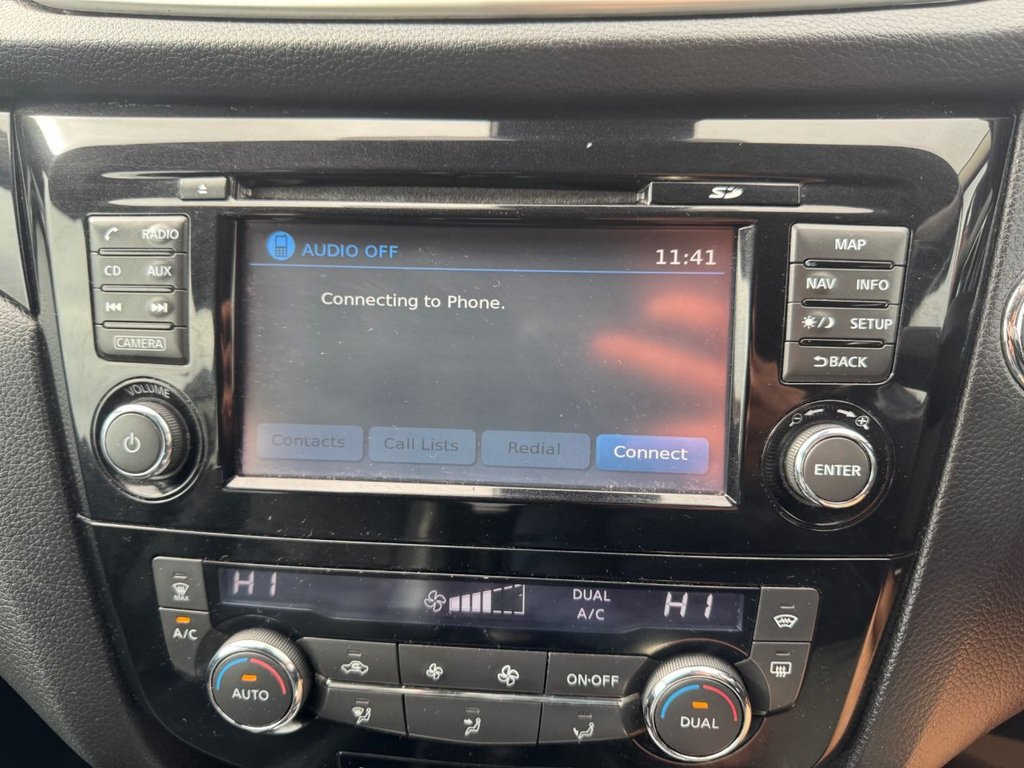 SD
RADIO
CD AUX
CAMERA
VOLUME
AUDIO OFF 11:41
Connecting to Phone.
Contacts Call Lists Redial Connect
MAP
NAV INFO
SETUP
BACK
ENTER
MAX
A/C
HI DUAL HI
A/C
AUTO
ON·OFF
DUAL